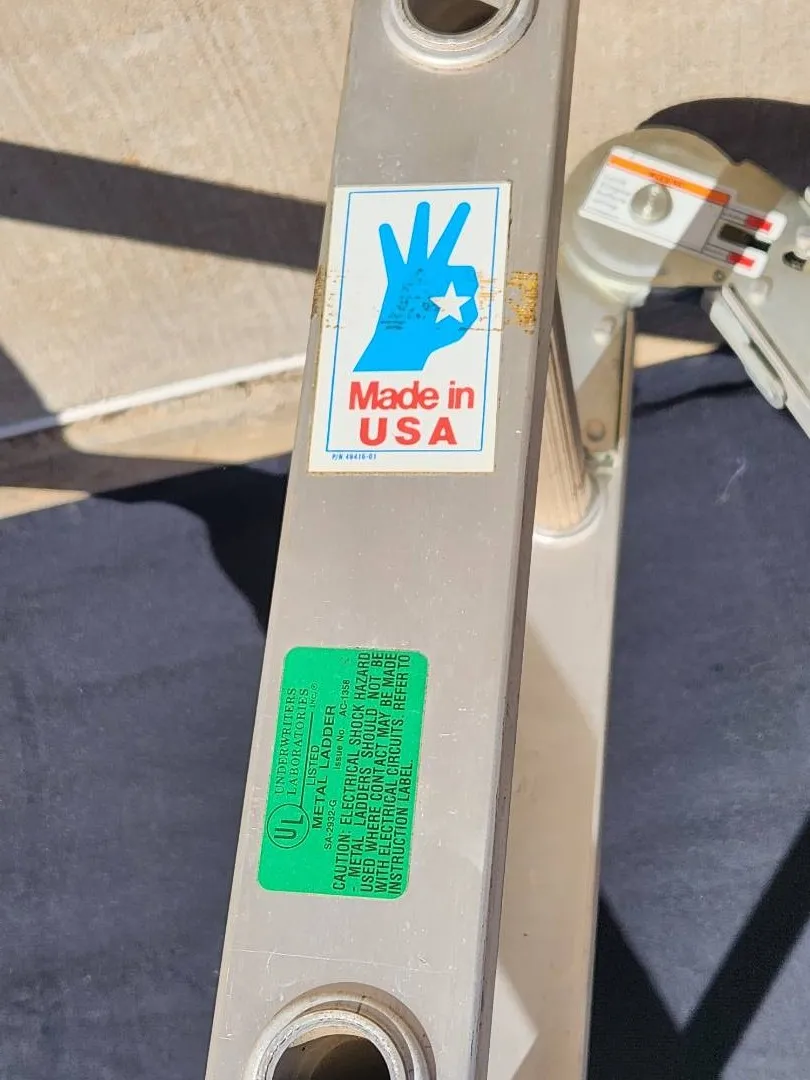 Made in
USA
P/N 49416-01
UL
UNDERWRITERS
LABORATORIES
INC.®
LISTED
METAL LADDER
SA-2932-G Issue No AC-1358
CAUTION: ELECTRICAL SHOCK HAZARD
- METAL LADDERS SHOULD NOT BE
USED WHERE CONTACT MAY BE MADE
WITH ELECTRICAL CIRCUITS. REFER TO
INSTRUCTION LABEL.